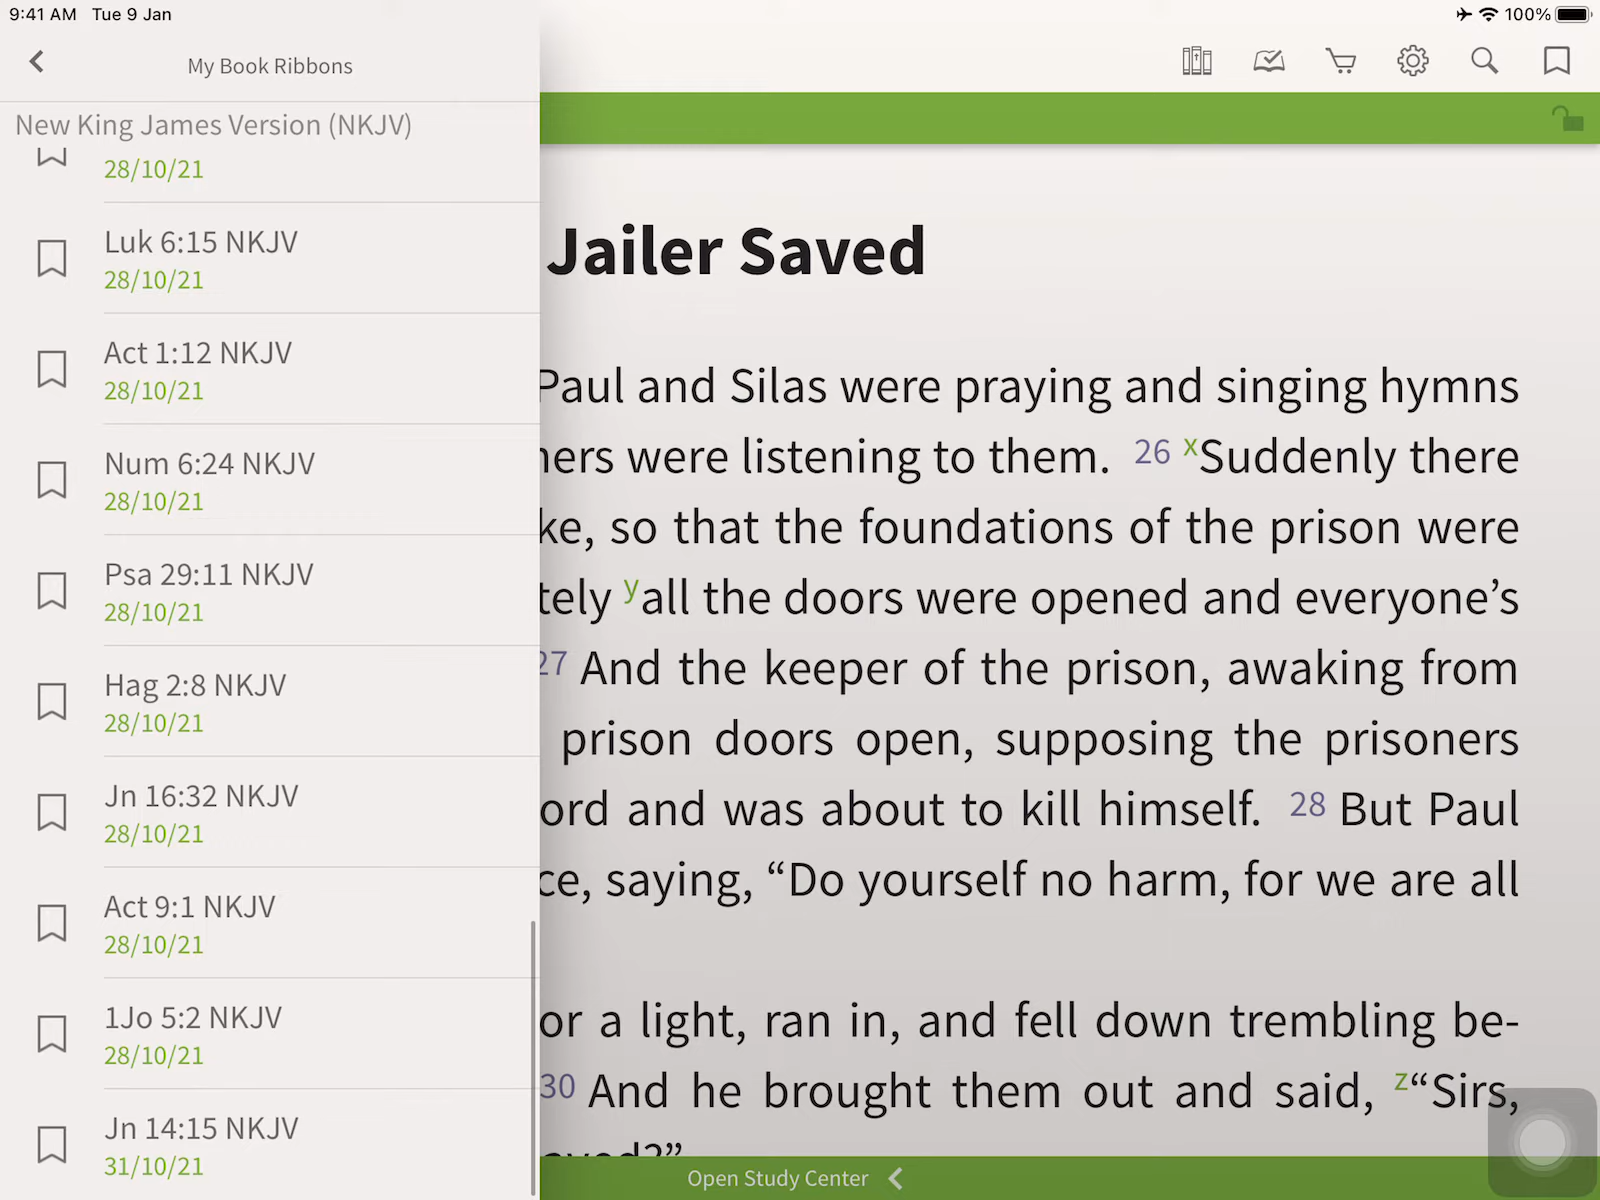 9:41 AM Tue 9 Jan
100%
My Book Ribbons
New King James Version (NKJV)
28/10/21
Luk 6:15 NKJV
28/10/21
Act 1:12 NKJV
28/10/21
Num 6:24 NKJV
28/10/21
Psa 29:11 NKJV
28/10/21
Hag 2:8 NKJV
28/10/21
Jn 16:32 NKJV
28/10/21
Act 9:1 NKJV
28/10/21
1Jo 5:2 NKJV
28/10/21
Jn 14:15 NKJV
31/10/21
Jailer Saved
Paul and Silas were praying and singing hymns
ners were listening to them. 26 xSuddenly there
ke, so that the foundations of the prison were
tely yall the doors were opened and everyone’s
27 And the keeper of the prison, awaking from
prison doors open, supposing the prisoners
ord and was about to kill himself. 28 But Paul
ce, saying, “Do yourself no harm, for we are all
or a light, ran in, and fell down trembling be-
30 And he brought them out and said, z“Sirs,
aved?”
Open Study Center